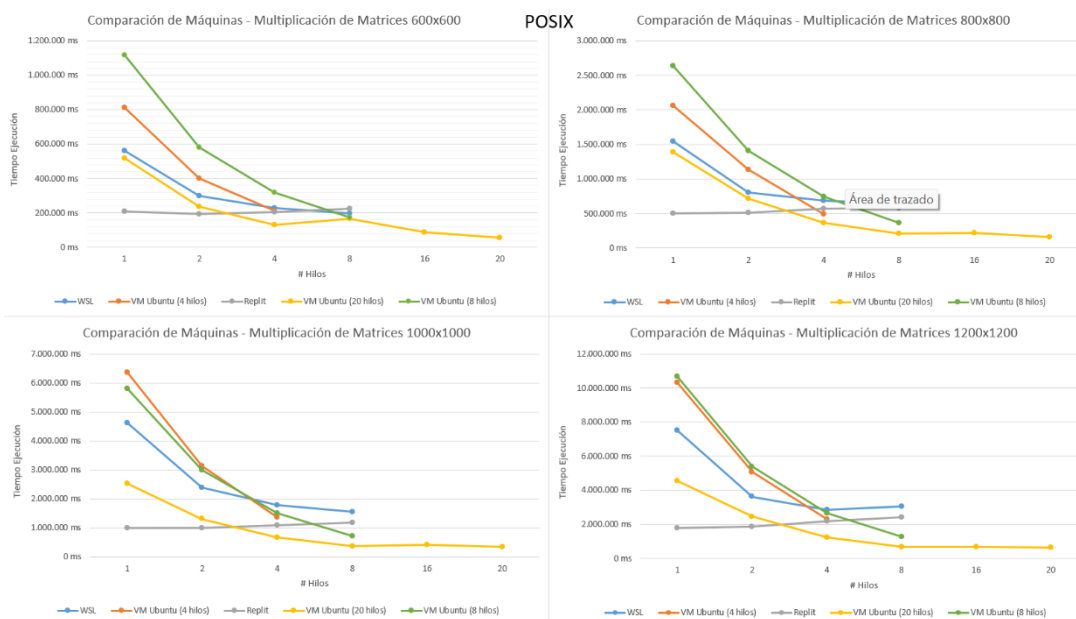 POSIX
Comparación de Máquinas - Multiplicación de Matrices 600x600
1.200.000 ms
1.000.000 ms
800.000 ms
600.000 ms
400.000 ms
200.000 ms
0 ms
Tiempo Ejecución
1 2 4 8 16 20
# Hilos
WSL VM Ubuntu (4 hilos) Replit VM Ubuntu (20 hilos) VM Ubuntu (8 hilos)
Comparación de Máquinas - Multiplicación de Matrices 800x800
3.000.000 ms
2.500.000 ms
2.000.000 ms
1.500.000 ms
1.000.000 ms
500.000 ms
0 ms
Tiempo Ejecución
Área de trazado
1 2 4 8 16 20
# Hilos
WSL VM Ubuntu (4 hilos) Replit VM Ubuntu (20 hilos) VM Ubuntu (8 hilos)
Comparación de Máquinas - Multiplicación de Matrices 1000x1000
7.000.000 ms
6.000.000 ms
5.000.000 ms
4.000.000 ms
3.000.000 ms
2.000.000 ms
1.000.000 ms
0 ms
Tiempo Ejecución
1 2 4 8 16 20
# Hilos
WSL VM Ubuntu (4 hilos) Replit VM Ubuntu (20 hilos) VM Ubuntu (8 hilos)
Comparación de Máquinas - Multiplicación de Matrices 1200x1200
12.000.000 ms
10.000.000 ms
8.000.000 ms
6.000.000 ms
4.000.000 ms
2.000.000 ms
0 ms
Tiempo Ejecución
1 2 4 8 16 20
# Hilos
WSL VM Ubuntu (4 hilos) Replit VM Ubuntu (20 hilos) VM Ubuntu (8 hilos)